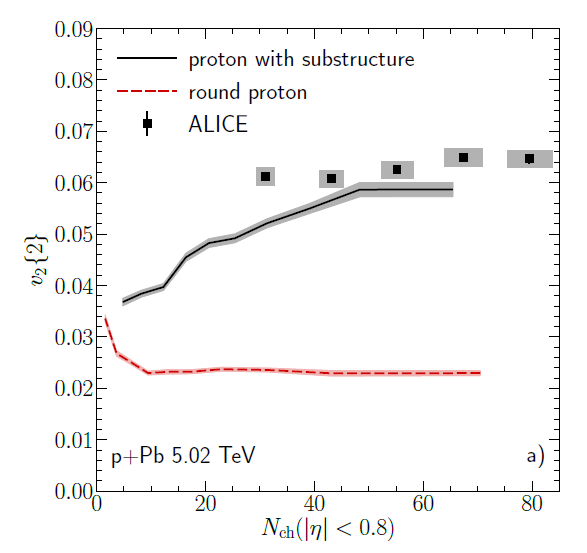 0.09
0.08
0.07
0.06
0.05
0.04
0.03
0.02
0.01
0.00
v₂{2}
proton with substructure
round proton
ALICE
p+Pb 5.02 TeV
a)
0 20 40 60 80
N_ch(|η| < 0.8)